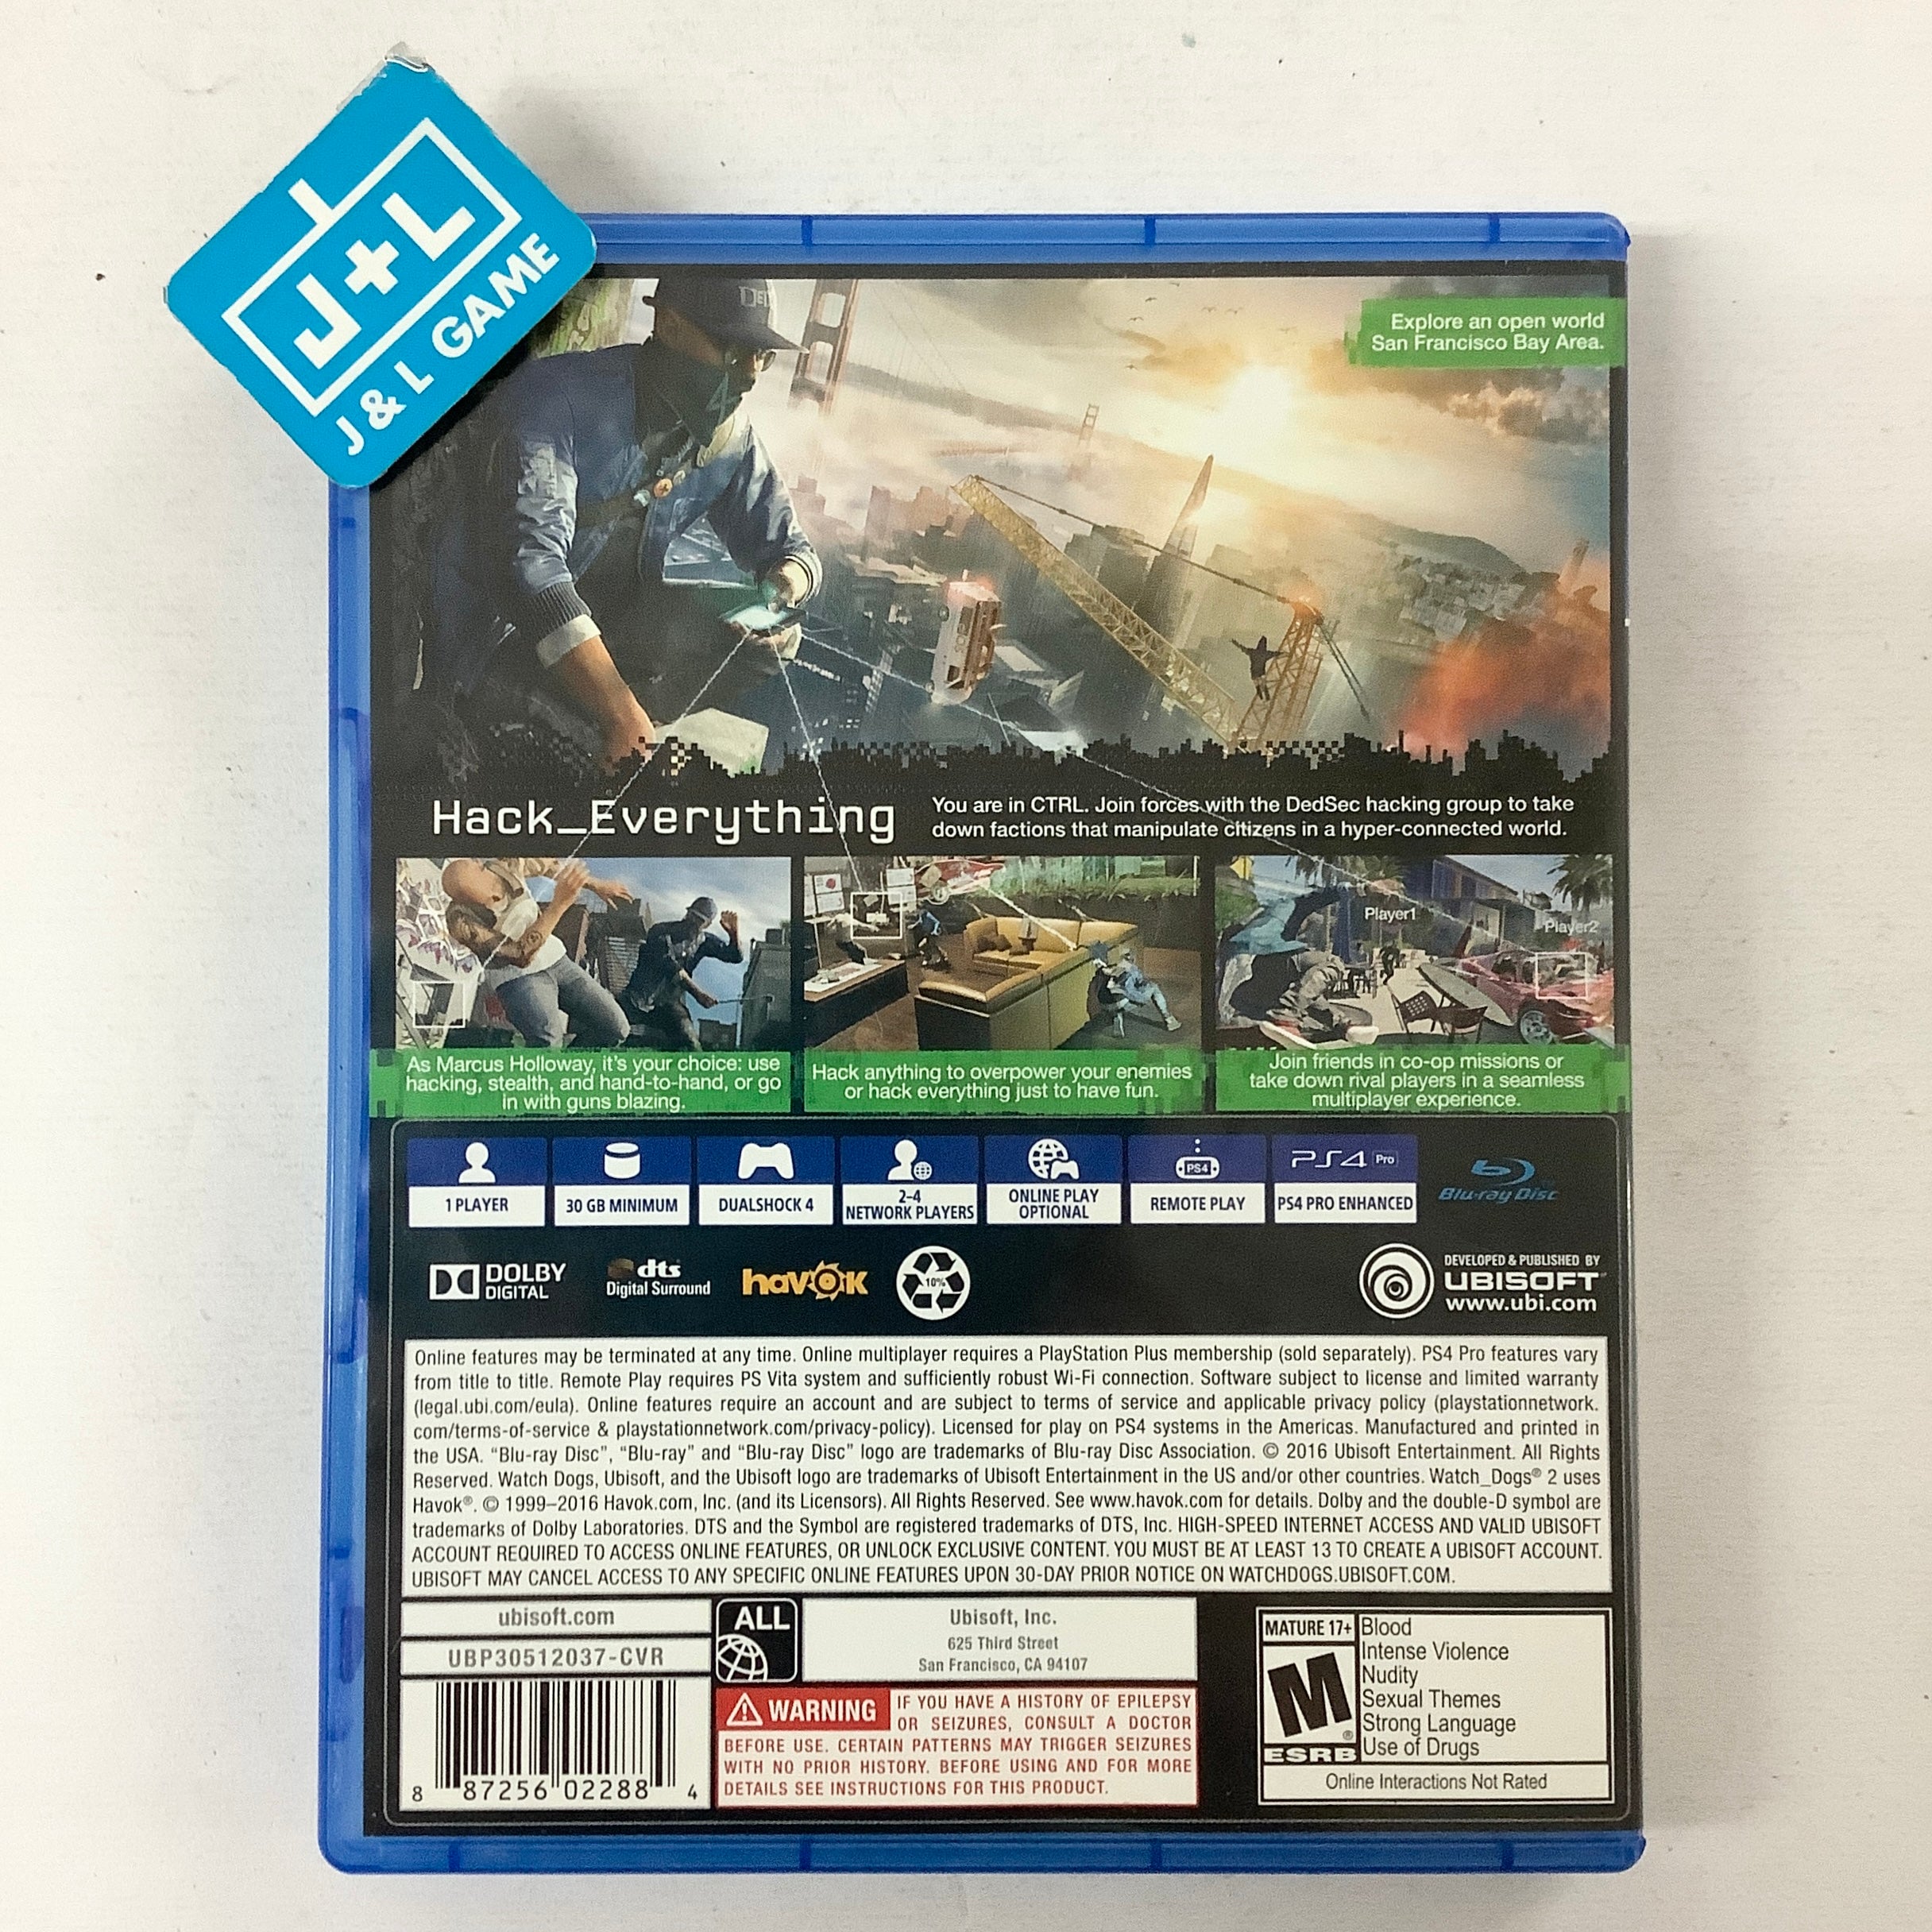 J+L
J & L GAME
DED
Explore an open world
San Francisco Bay Area.
Hack_Everything
You are in CTRL. Join forces with the DedSec hacking group to take
down factions that manipulate citizens in a hyper-connected world.
Player1
Player2
As Marcus Holloway, it's your choice: use
hacking, stealth, and hand-to-hand, or go
in with guns blazing.
Hack anything to overpower your enemies
or hack everything just to have fun.
Join friends in co-op missions or
take down rival players in a seamless
multiplayer experience.
1 PLAYER
30 GB MINIMUM
DUALSHOCK 4
2-4
NETWORK PLAYERS
ONLINE PLAY
OPTIONAL
PS4
REMOTE PLAY
PS4 Pro
PS4 PRO ENHANCED
Blu-ray Disc
DOLBY
DIGITAL
dts
Digital Surround
havok
10%
DEVELOPED & PUBLISHED BY
UBISOFT
www.ubi.com
Online features may be terminated at any time. Online multiplayer requires a PlayStation Plus membership (sold separately). PS4 Pro features vary
from title to title. Remote Play requires PS Vita system and sufficiently robust Wi-Fi connection. Software subject to license and limited warranty
(legal.ubi.com/eula). Online features require an account and are subject to terms of service and applicable privacy policy (playstationnetwork.
com/terms-of-service & playstationnetwork.com/privacy-policy). Licensed for play on PS4 systems in the Americas. Manufactured and printed in
the USA. “Blu-ray Disc”, “Blu-ray” and “Blu-ray Disc” logo are trademarks of Blu-ray Disc Association. © 2016 Ubisoft Entertainment. All Rights
Reserved. Watch Dogs, Ubisoft, and the Ubisoft logo are trademarks of Ubisoft Entertainment in the US and/or other countries. Watch_Dogs® 2 uses
Havok®. © 1999–2016 Havok.com, Inc. (and its Licensors). All Rights Reserved. See www.havok.com for details. Dolby and the double-D symbol are
trademarks of Dolby Laboratories. DTS and the Symbol are registered trademarks of DTS, Inc. HIGH-SPEED INTERNET ACCESS AND VALID UBISOFT
ACCOUNT REQUIRED TO ACCESS ONLINE FEATURES, OR UNLOCK EXCLUSIVE CONTENT. YOU MUST BE AT LEAST 13 TO CREATE A UBISOFT ACCOUNT.
UBISOFT MAY CANCEL ACCESS TO ANY SPECIFIC ONLINE FEATURES UPON 30-DAY PRIOR NOTICE ON WATCHDOGS.UBISOFT.COM.
ubisoft.com
UBP30512037-CVR
8 87256 02288 4
ALL
Ubisoft, Inc.
625 Third Street
San Francisco, CA 94107
WARNING IF YOU HAVE A HISTORY OF EPILEPSY
OR SEIZURES, CONSULT A DOCTOR
BEFORE USE. CERTAIN PATTERNS MAY TRIGGER SEIZURES
WITH NO PRIOR HISTORY. BEFORE USING AND FOR MORE
DETAILS SEE INSTRUCTIONS FOR THIS PRODUCT.
MATURE 17+
M
ESRB
Blood
Intense Violence
Nudity
Sexual Themes
Strong Language
Use of Drugs
Online Interactions Not Rated